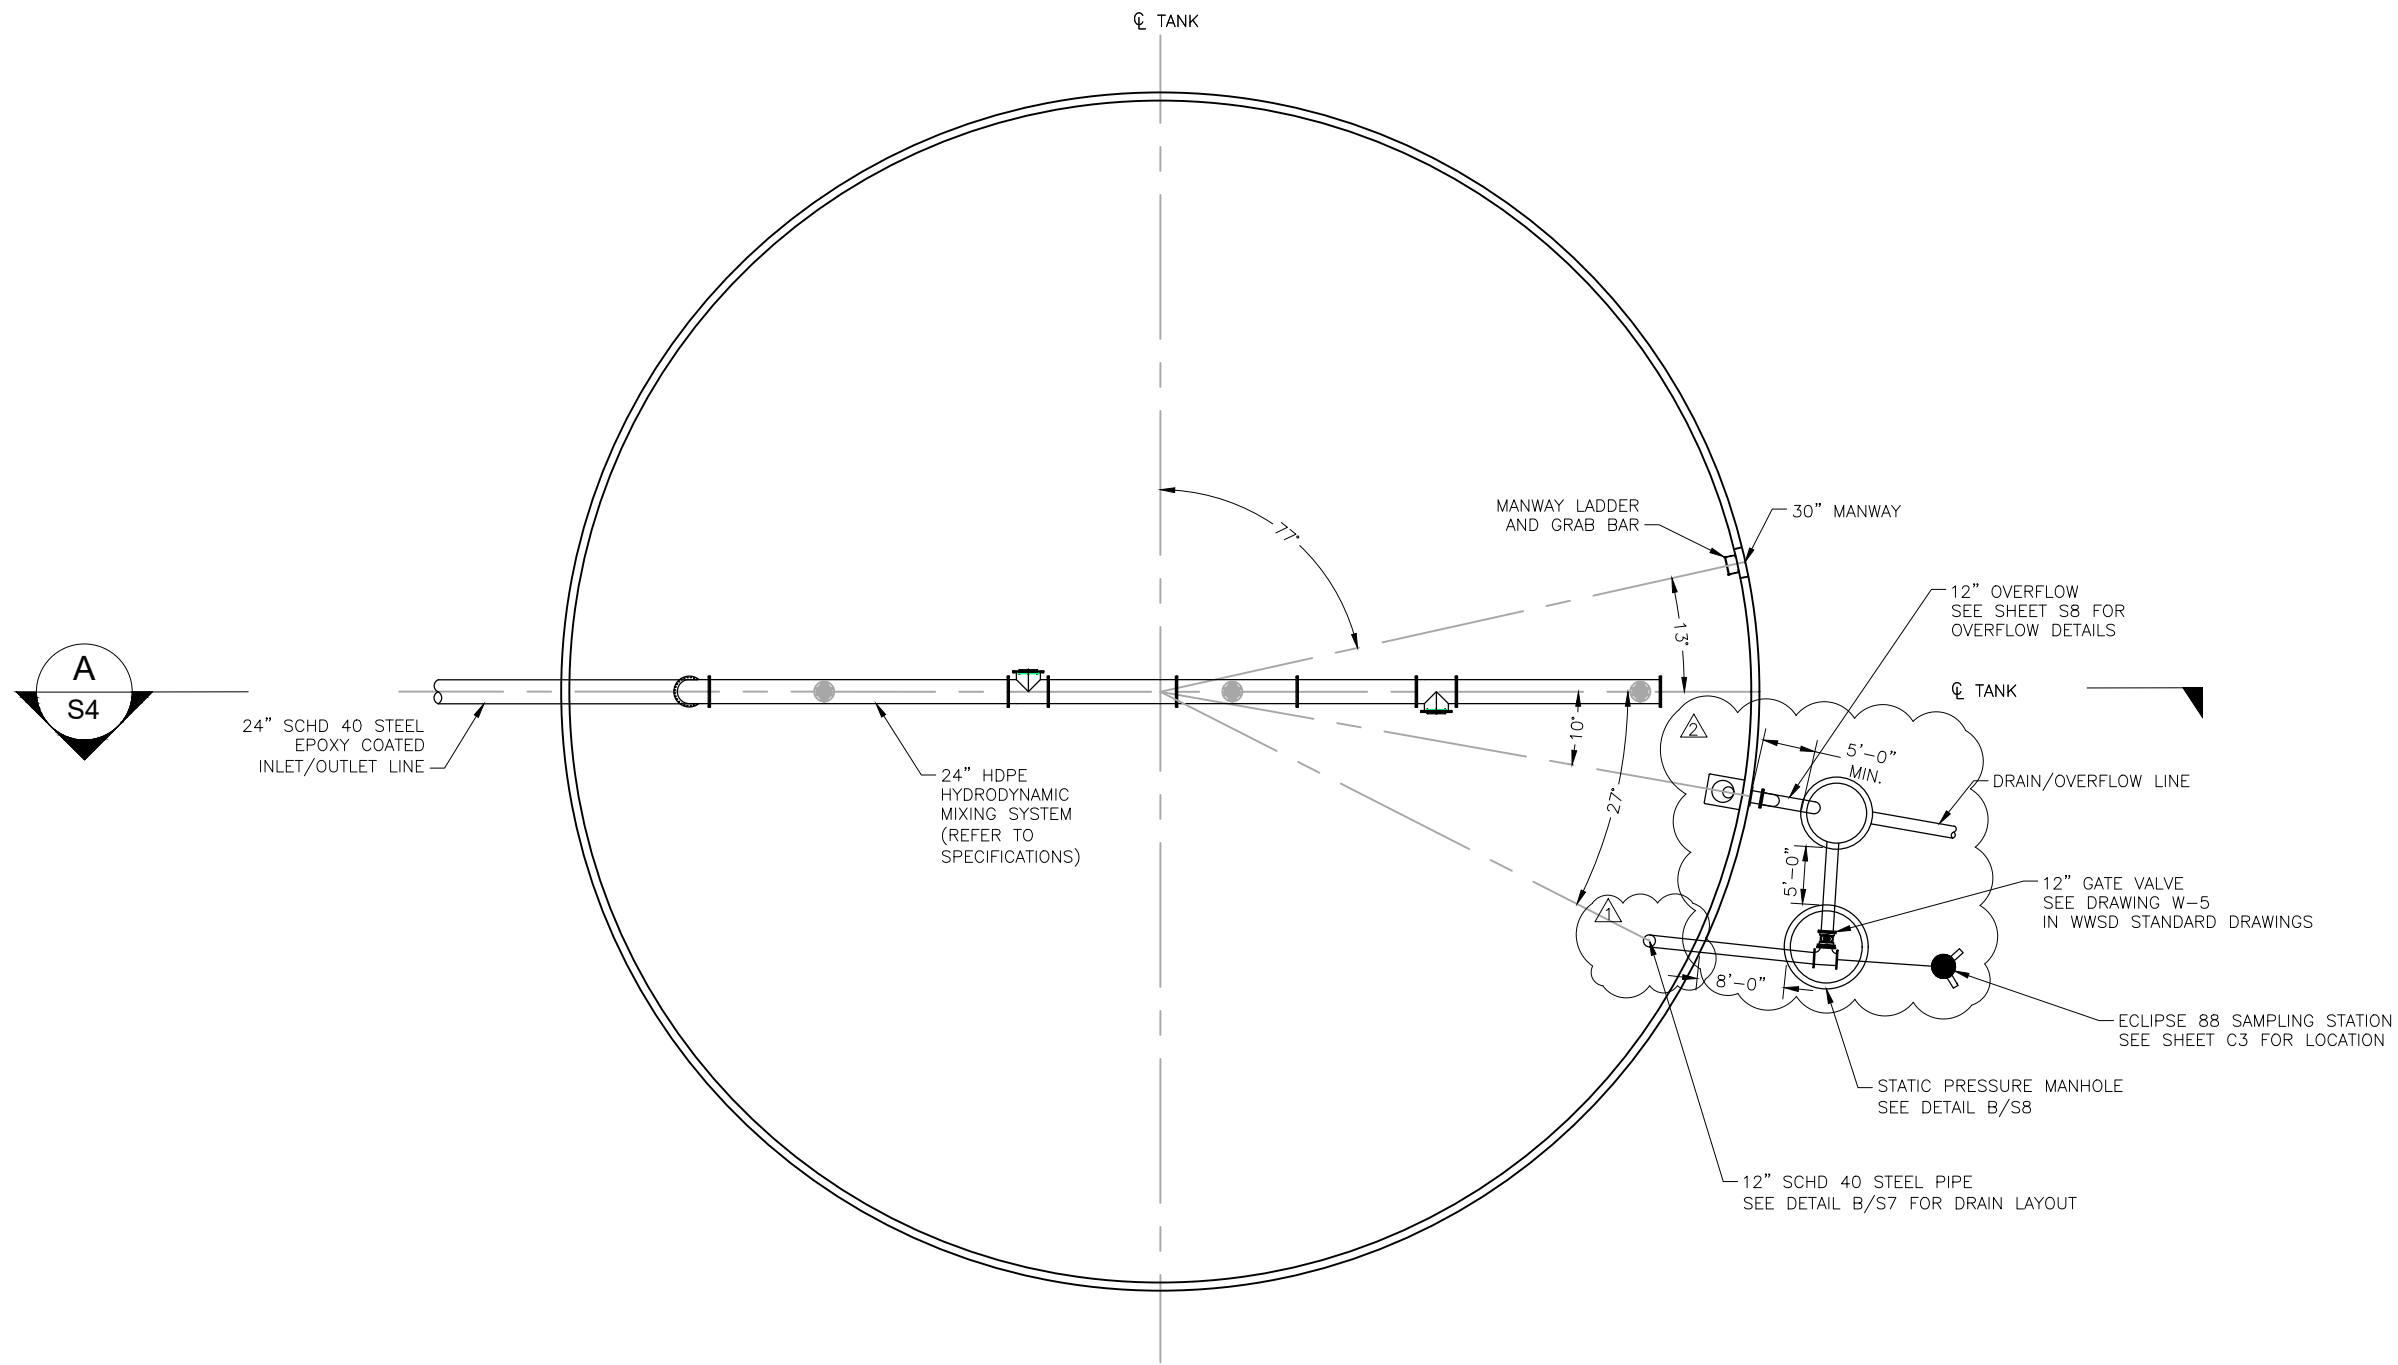 ℄ TANK
77°
MANWAY LADDER
AND GRAB BAR
30” MANWAY
13°
12” OVERFLOW
SEE SHEET S8 FOR
OVERFLOW DETAILS
A
S4
℄ TANK
24” SCHD 40 STEEL
EPOXY COATED
INLET/OUTLET LINE
24” HDPE
HYDRODYNAMIC
MIXING SYSTEM
(REFER TO
SPECIFICATIONS)
10°
27°
2
5’-0”
MIN.
DRAIN/OVERFLOW LINE
5’-0”
12” GATE VALVE
SEE DRAWING W-5
IN WWSD STANDARD DRAWINGS
1
8’-0”
ECLIPSE 88 SAMPLING STATION
SEE SHEET C3 FOR LOCATION
STATIC PRESSURE MANHOLE
SEE DETAIL B/S8
12” SCHD 40 STEEL PIPE
SEE DETAIL B/S7 FOR DRAIN LAYOUT